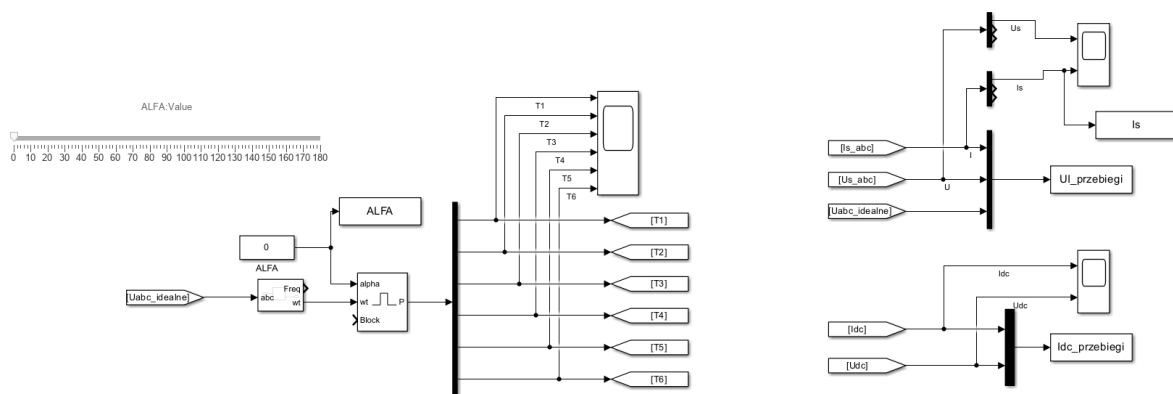 ALFA:Value
0 10 20 30 40 50 60 70 80 90 100 110 120 130 140 150 160 170 180
ALFA
0
ALFA
[Uabc_idealne]
abc
Freq
wt
alpha
wt
Block
P
T1
T2
T3
T4
T5
T6
[T1]
[T2]
[T3]
[T4]
[T5]
[T6]
Us
Is
Is
[Is_abc]
I
[Us_abc]
U
[Uabc_idealne]
UI_przebiegi
Idc
Udc
[Idc]
[Udc]
Idc_przebiegi